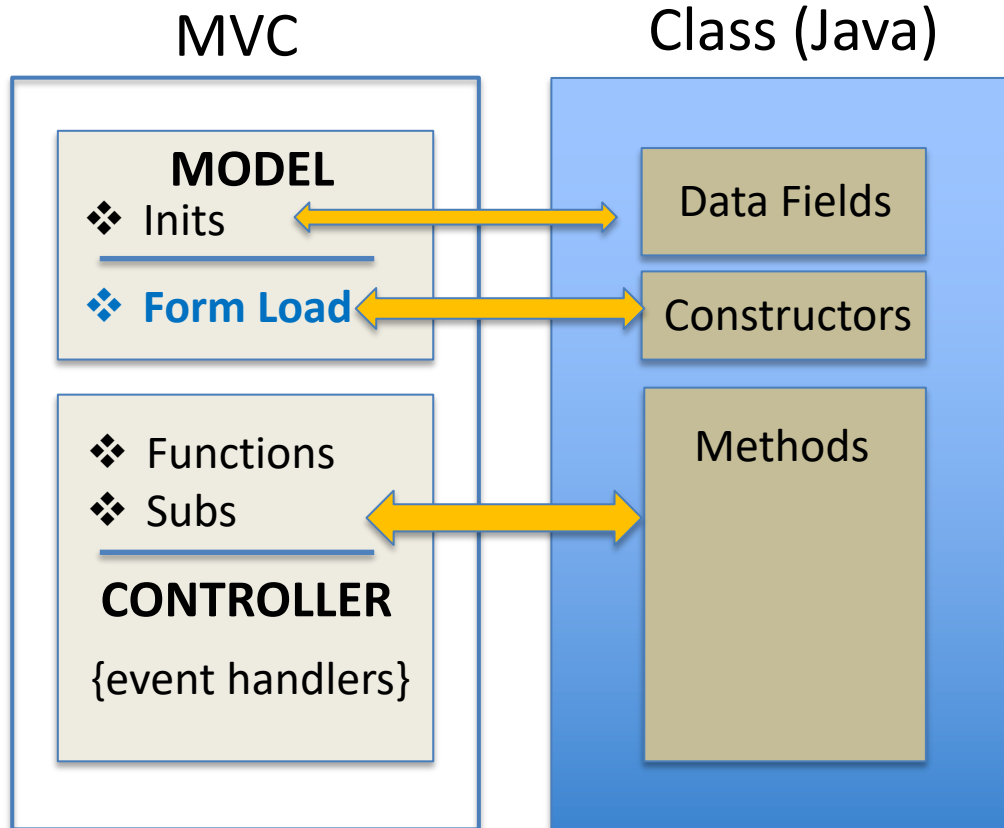 MVC
Class (Java)
MODEL
❖ Inits
❖ Form Load
❖ Functions
❖ Subs
CONTROLLER
{event handlers}
Data Fields
Constructors
Methods